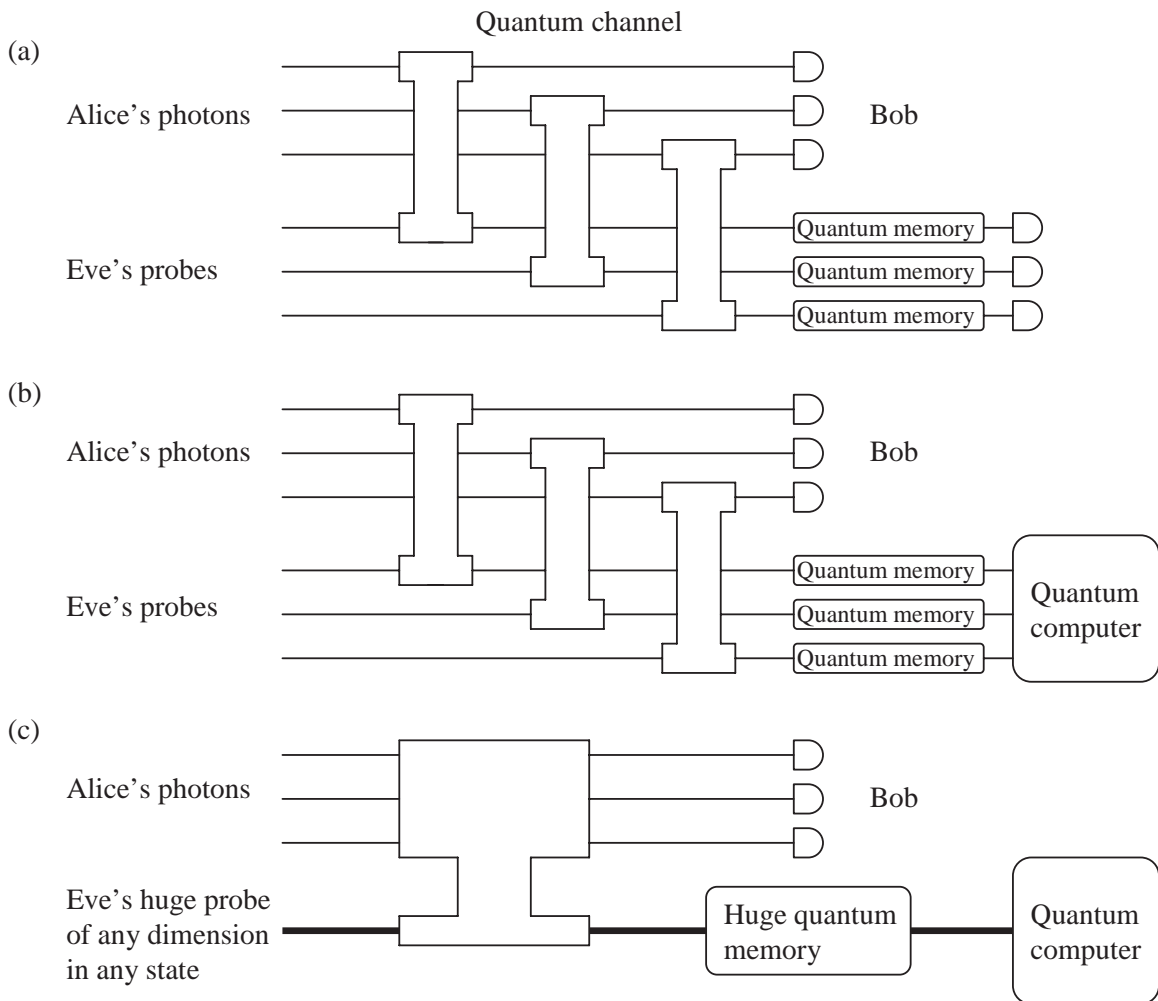 Quantum channel
(a)
Alice’s photons
Bob
Eve’s probes
Quantum memory
Quantum memory
Quantum memory
(b)
Alice’s photons
Bob
Eve’s probes
Quantum memory
Quantum memory
Quantum memory
Quantum
computer
(c)
Alice’s photons
Bob
Eve’s huge probe
of any dimension
in any state
Huge quantum
memory
Quantum
computer